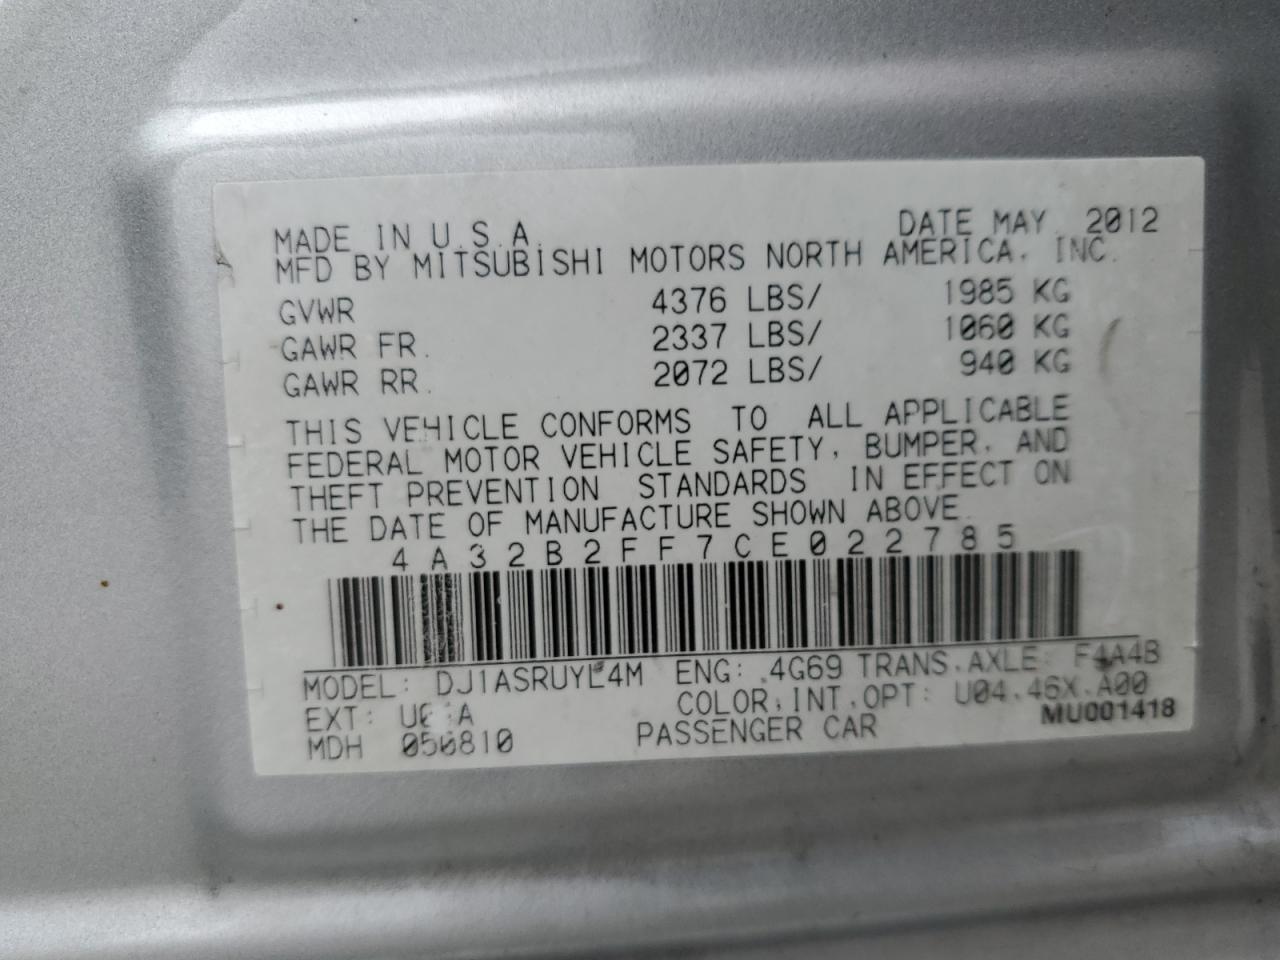 MADE IN U.S.A. DATE MAY. 2012
MFD BY MITSUBISHI MOTORS NORTH AMERICA, INC.
GVWR 4376 LBS/ 1985 KG
GAWR FR. 2337 LBS/ 1060 KG
GAWR RR. 2072 LBS/ 940 KG
THIS VEHICLE CONFORMS TO ALL APPLICABLE
FEDERAL MOTOR VEHICLE SAFETY, BUMPER, AND
THEFT PREVENTION STANDARDS IN EFFECT ON
THE DATE OF MANUFACTURE SHOWN ABOVE.
4A32B2FF7CE022785
MODEL: DJ1ASRUYL4M ENG: 4G69 TRANS.AXLE: F4A4B
EXT: COLOR,INT.OPT: U04.46X.A00
MDH 050810 PASSENGER CAR MU001418